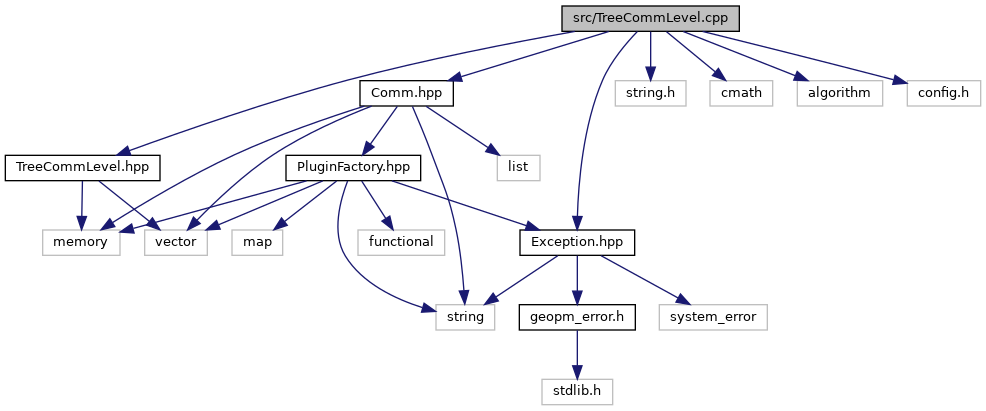 src/TreeCommLevel.cpp
Comm.hpp
string.h
cmath
algorithm
config.h
TreeCommLevel.hpp
PluginFactory.hpp
list
memory
vector
map
functional
Exception.hpp
string
geopm_error.h
system_error
stdlib.h